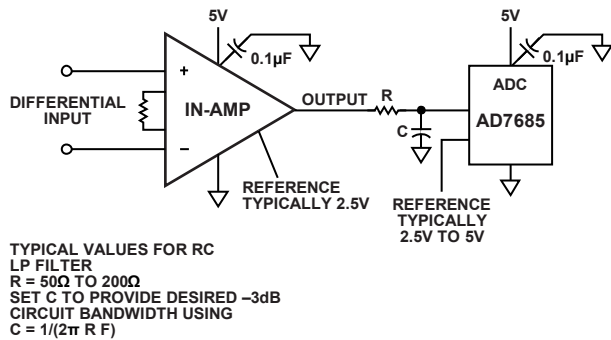 5V
0.1µF
5V
0.1µF
+
DIFFERENTIAL
INPUT
IN-AMP
–
OUTPUT
R
C
ADC
AD7685
REFERENCE
TYPICALLY 2.5V
REFERENCE
TYPICALLY
2.5V TO 5V
TYPICAL VALUES FOR RC
LP FILTER
R = 50Ω TO 200Ω
SET C TO PROVIDE DESIRED –3dB
CIRCUIT BANDWIDTH USING
C = 1/(2π R F)